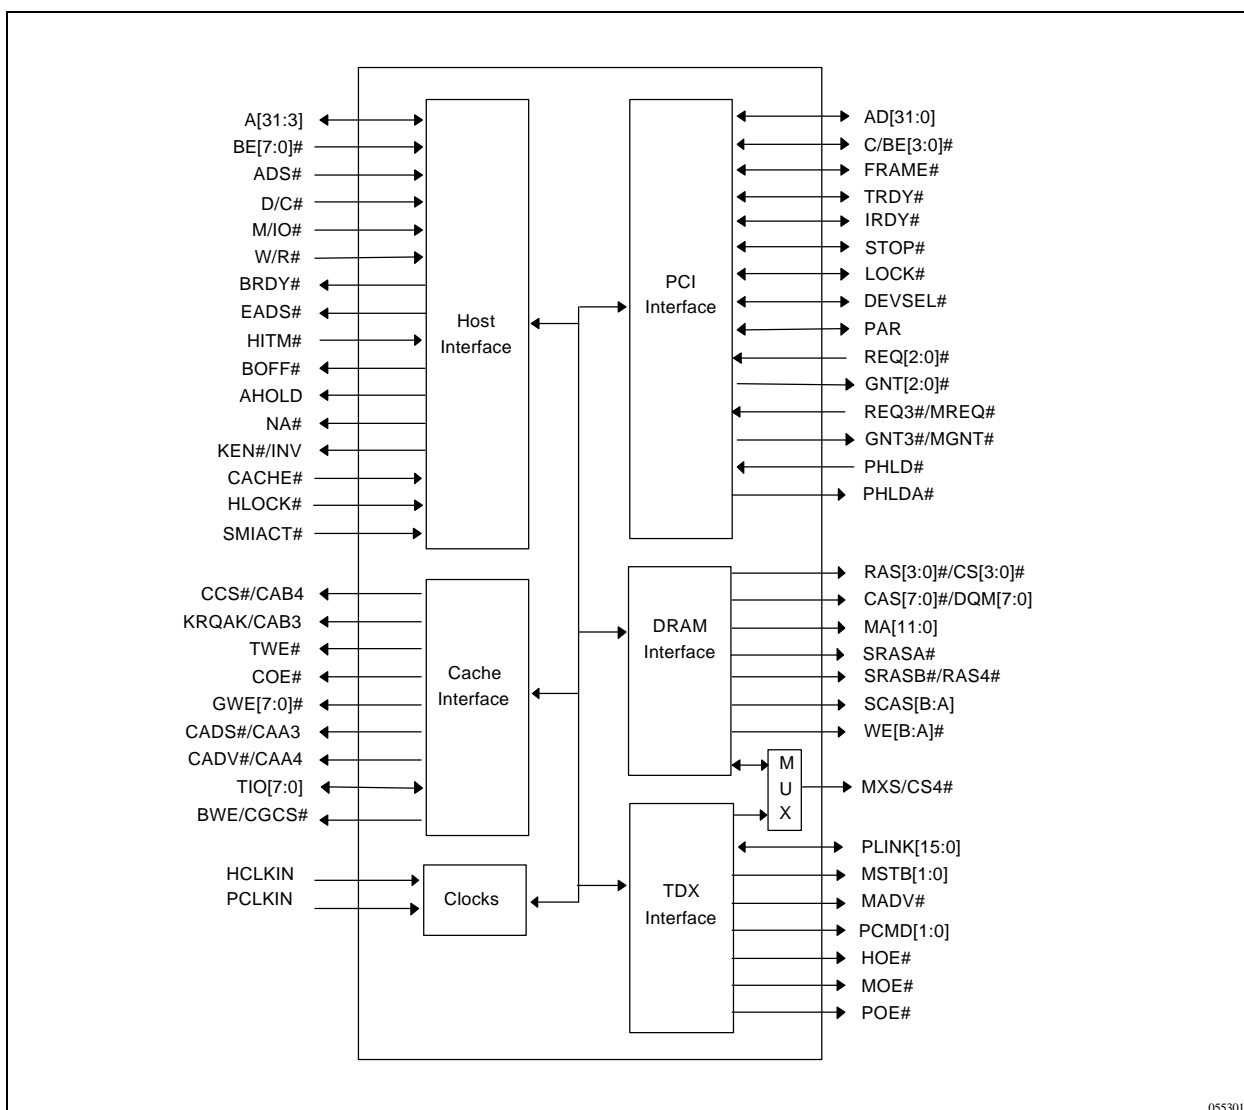 A[31:3]
BE[7:0]#
ADS#
D/C#
M/IO#
W/R#
BRDY#
EADS#
HITM#
BOFF#
AHOLD
NA#
KEN#/INV
CACHE#
HLOCK#
SMIACT#
Host
Interface
PCI
Interface
AD[31:0]
C/BE[3:0]#
FRAME#
TRDY#
IRDY#
STOP#
LOCK#
DEVSEL#
PAR
REQ[2:0]#
GNT[2:0]#
REQ3#/MREQ#
GNT3#/MGNT#
PHLD#
PHLDA#
CCS#/CAB4
KRQAK/CAB3
TWE#
COE#
GWE[7:0]#
CADS#/CAA3
CADV#/CAA4
TIO[7:0]
BWE/CGCS#
Cache
Interface
DRAM
Interface
RAS[3:0]#/CS[3:0]#
CAS[7:0]#/DQM[7:0]
MA[11:0]
SRASA#
SRASB#/RAS4#
SCAS[B:A]
WE[B:A]#
M
U
X
MXS/CS4#
HCLKIN
PCLKIN
Clocks
TDX
Interface
PLINK[15:0]
MSTB[1:0]
MADV#
PCMD[1:0]
HOE#
MOE#
POE#
055301